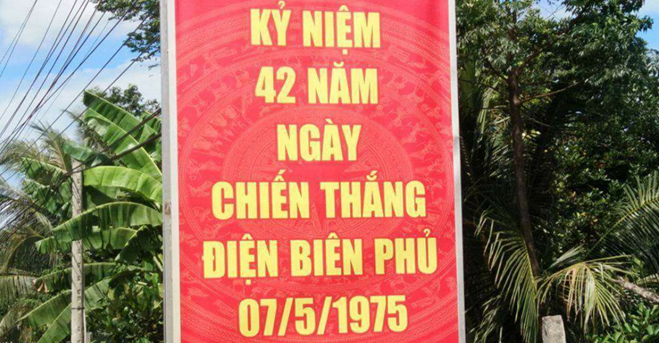 KỶ NIỆM
42 NĂM
NGÀY
CHIẾN THẮNG
ĐIỆN BIÊN PHỦ
07/5/1975